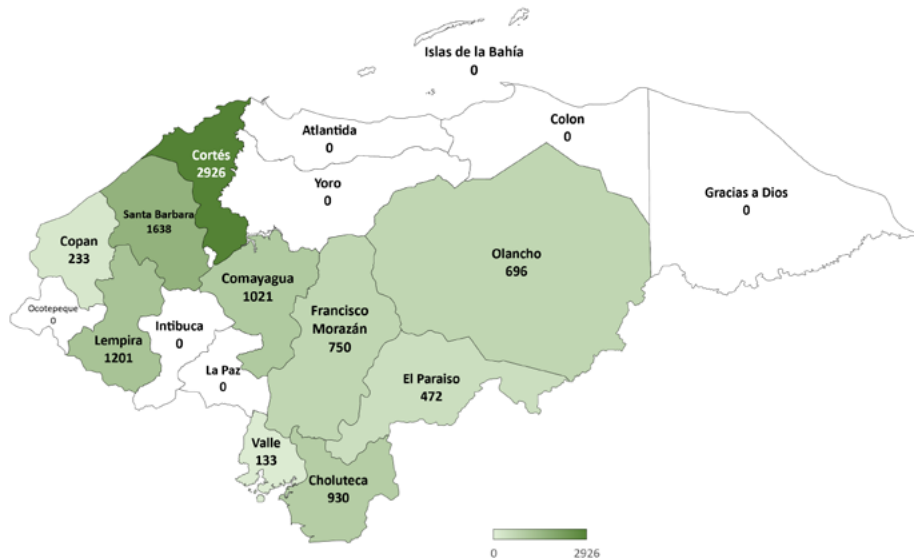 Islas de la Bahía
0
Atlantida
0
Colon
0
Cortés
2926
Yoro
0
Gracias a Dios
0
Santa Barbara
1638
Copan
233
Olancho
696
Comayagua
1021
Ocotepeque
0
Francisco
Morazán
750
Intibuca
0
Lempira
1201
La Paz
0
El Paraiso
472
Valle
133
Choluteca
930
0
2926